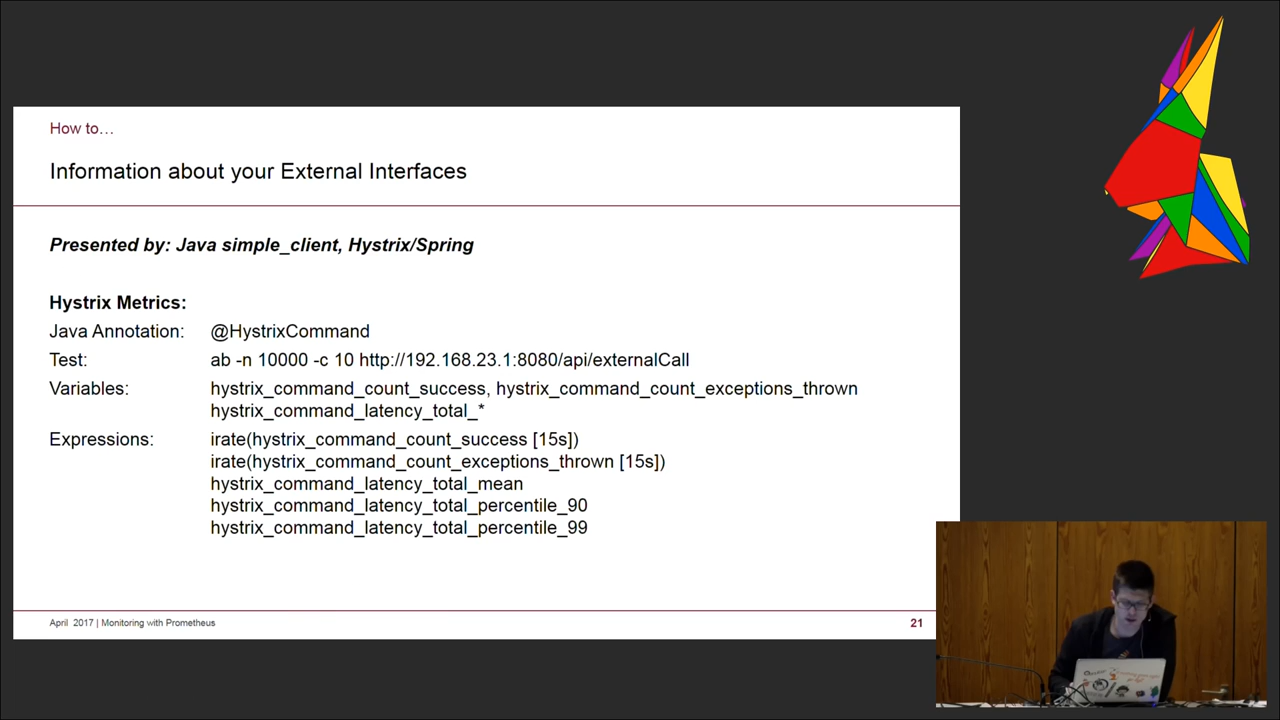 How to…
Information about your External Interfaces
Presented by: Java simple_client, Hystrix/Spring
Hystrix Metrics:
Java Annotation: @HystrixCommand
Test: ab -n 10000 -c 10 http://192.168.23.1:8080/api/externalCall
Variables: hystrix_command_count_success, hystrix_command_count_exceptions_thrown
hystrix_command_latency_total_*
Expressions: irate(hystrix_command_count_success [15s])
irate(hystrix_command_count_exceptions_thrown [15s])
hystrix_command_latency_total_mean
hystrix_command_latency_total_percentile_90
hystrix_command_latency_total_percentile_99
April 2017 | Monitoring with Prometheus
21